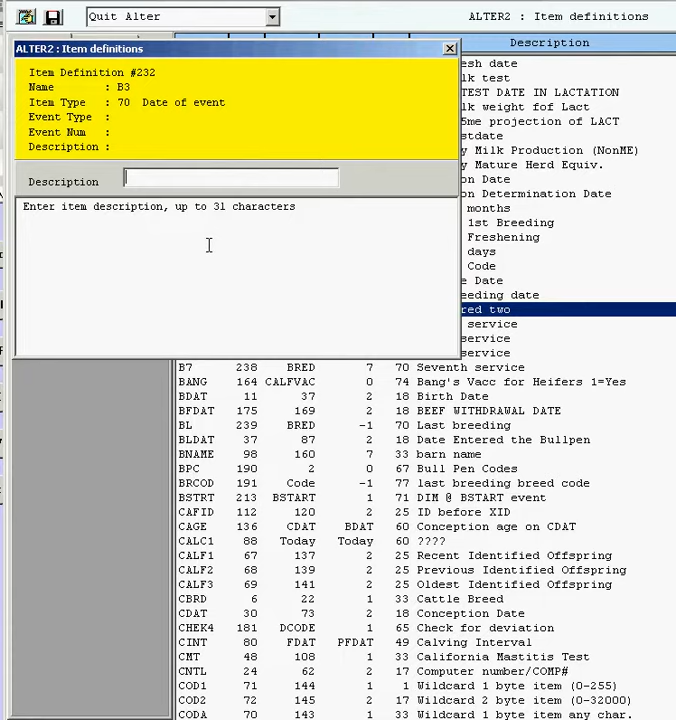 Quit Alter
ALTER2 : Item definitions
ALTER2 : Item definitions
Description
Item Definition #232
Name : B3
Item Type : 70 Date of event
Event Type :
Event Num :
Description :
Description
Enter item description, up to 31 characters
esh date
lk test
TEST DATE IN LACTATION
lk weight fof Lact
5me projection of LACT
stdate
y Milk Production (NonME)
y Mature Herd Equiv.
on Date
on Determination Date
months
1st Breeding
Freshening
days
Code
e Date
eeding date
red two
service
service
service
B7 238 BRED 7 70 Seventh service
BANG 164 CALFVAC 0 74 Bang's Vacc for Heifers 1=Yes
BDAT 11 37 2 18 Birth Date
BFDAT 175 169 2 18 BEEF WITHDRAWAL DATE
BL 239 BRED -1 70 Last breeding
BLDAT 37 87 2 18 Date Entered the Bullpen
BNAME 98 160 7 33 barn name
BPC 190 2 0 67 Bull Pen Codes
BRCOD 191 Code -1 77 last breeding breed code
BSTRT 213 BSTART 1 71 DIM @ BSTART event
CAFID 112 120 2 25 ID before XID
CAGE 136 CDAT BDAT 60 Conception age on CDAT
CALC1 88 Today Today 60 ????
CALF1 67 137 2 25 Recent Identified Offspring
CALF2 68 139 2 25 Previous Identified Offspring
CALF3 69 141 2 25 Oldest Identified Offspring
CBRD 6 22 1 33 Cattle Breed
CDAT 30 73 2 18 Conception Date
CHEK4 181 DCODE 1 65 Check for deviation
CINT 80 FDAT PFDAT 49 Calving Interval
CMT 48 108 1 33 California Mastitis Test
CNTL 24 62 2 17 Computer number/COMP#
COD1 71 144 1 1 Wildcard 1 byte item (0-255)
COD2 72 145 2 17 Wildcard 2 byte item (0-32000)
CODA 70 143 1 33 Wildcard 1 byte item any char.